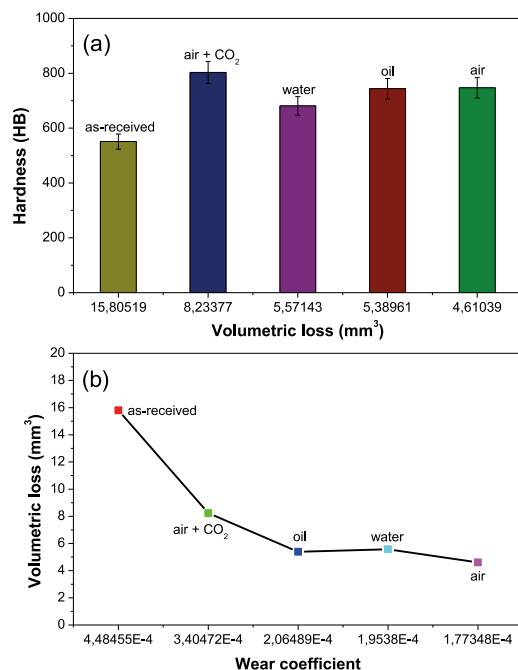 (a)
Hardness (HB)
1000
800
600
400
200
0
as-received
air + CO₂
water
oil
air
15,80519
8,23377
5,57143
5,38961
4,61039
Volumetric loss (mm³)
(b)
Volumetric loss (mm³)
20
18
16
14
12
10
8
6
4
2
0
as-received
air + CO₂
oil
water
air
4,48455E-4
3,40472E-4
2,06489E-4
1,9538E-4
1,77348E-4
Wear coefficient